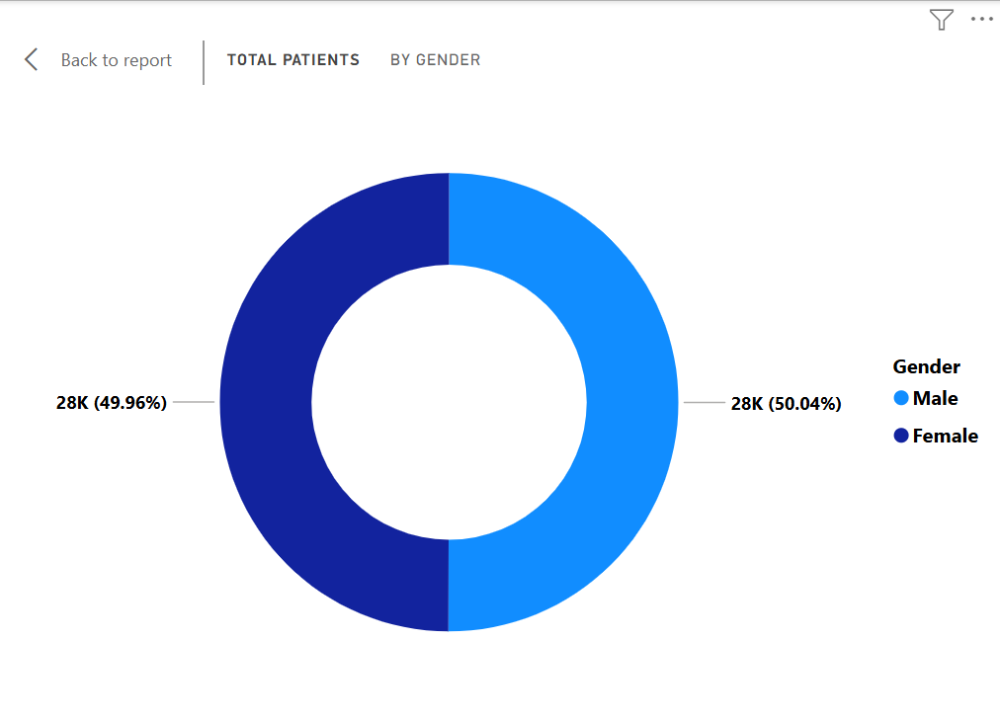 Back to report
TOTAL PATIENTS BY GENDER
28K (49.96%)
28K (50.04%)
Gender
Male
Female